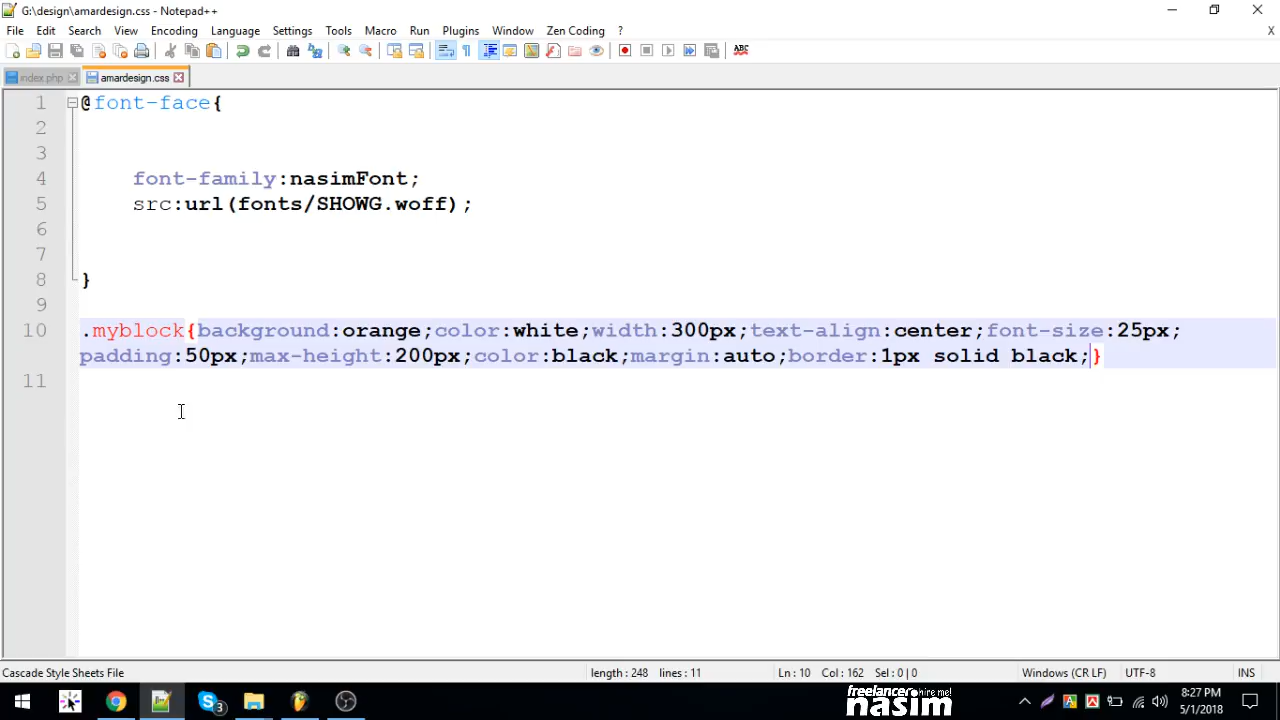 G:\design\amardesign.css - Notepad++
File Edit Search View Encoding Language Settings Tools Macro Run Plugins Window Zen Coding ? X
ABC
index.php amardesign.css
1 @font-face{
2
3
4 font-family:nasimFont;
5 src:url(fonts/SHOWG.woff);
6
7
8 }
9
10 .myblock{background:orange;color:white;width:300px;text-align:center;font-size:25px;
padding:50px;max-height:200px;color:black;margin:auto;border:1px solid black;}
11
Cascade Style Sheets File length : 248 lines : 11 Ln : 10 Col : 162 Sel : 0 | 0 Windows (CR LF) UTF-8 INS
3
freelancer hire me!
nasim
8:27 PM
5/1/2018